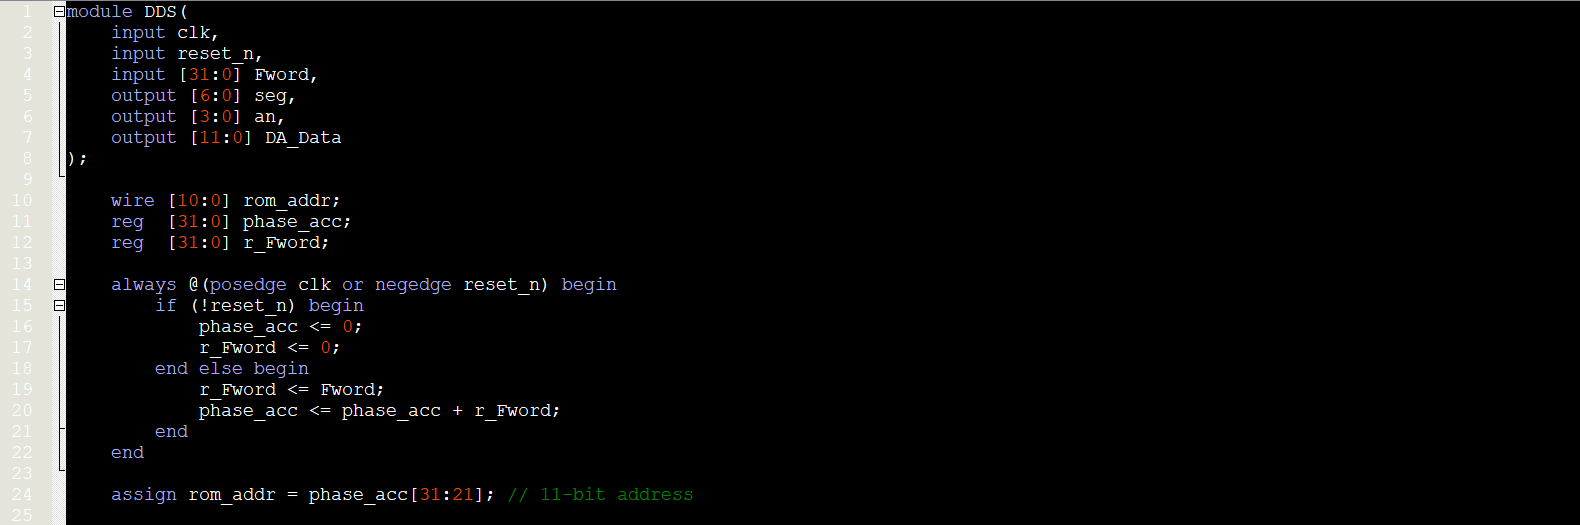 1 module DDS(
2     input clk,
3     input reset_n,
4     input [31:0] Fword,
5     output [6:0] seg,
6     output [3:0] an,
7     output [11:0] DA_Data
8 );
9
10     wire [10:0] rom_addr;
11     reg  [31:0] phase_acc;
12     reg  [31:0] r_Fword;
13
14     always @(posedge clk or negedge reset_n) begin
15         if (!reset_n) begin
16             phase_acc <= 0;
17             r_Fword <= 0;
18         end else begin
19             r_Fword <= Fword;
20             phase_acc <= phase_acc + r_Fword;
21         end
22     end
23
24     assign rom_addr = phase_acc[31:21]; // 11-bit address
25